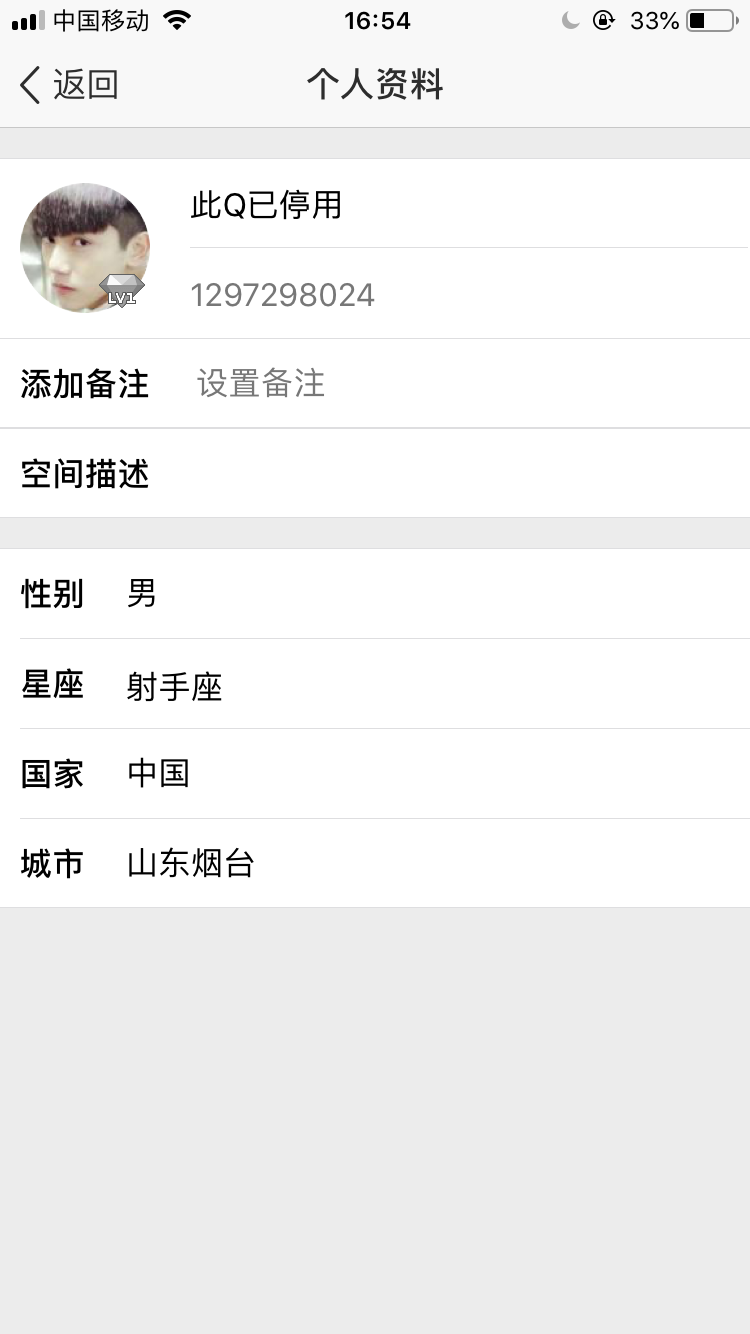 中国移动 16:54 33%
返回 个人资料
此Q已停用
LV1
1297298024
添加备注 设置备注
空间描述
性别 男
星座 射手座
国家 中国
城市 山东烟台